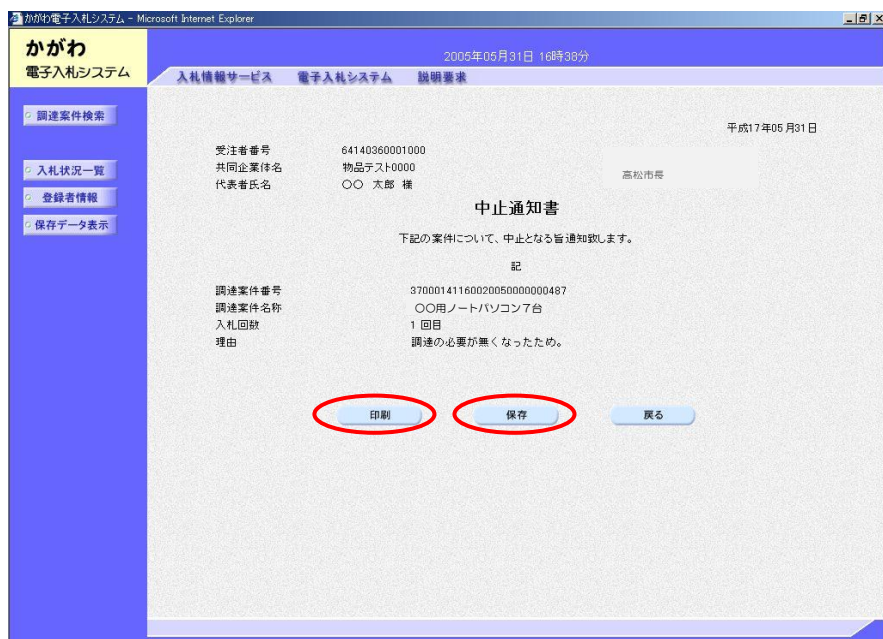 かがわ電子入札システム - Microsoft Internet Explorer
かがわ
電子入札システム
2005年05月31日 16時38分
入札情報サービス 電子入札システム 説明要求
調達案件検索
入札状況一覧
登録者情報
保存データ表示
平成17年05月31日
受注者番号 64140360001000
共同企業体名 物品テスト0000
代表者氏名 〇〇 太郎 様
高松市長
中止通知書
下記の案件について、中止となる旨通知致します。
記
調達案件番号 37000141160020050000000487
調達案件名称 〇〇用ノートパソコン7台
入札回数 1 回目
理由 調達の必要が無くなったため。
印刷 保存 戻る